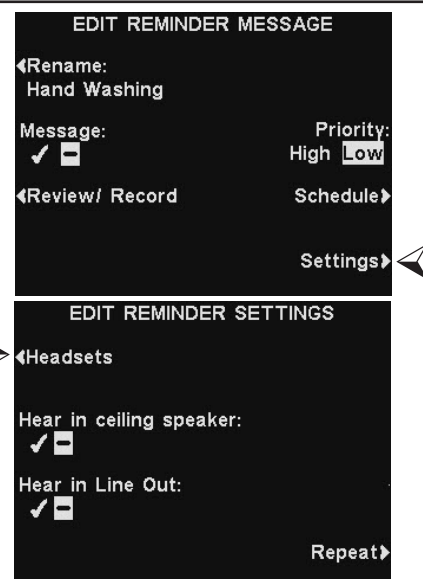 EDIT REMINDER MESSAGE
Rename:
Hand Washing
Message: Priority:
✓ – High Low
Review/ Record Schedule
Settings
EDIT REMINDER SETTINGS
Headsets
Hear in ceiling speaker:
✓ –
Hear in Line Out:
✓ –
Repeat